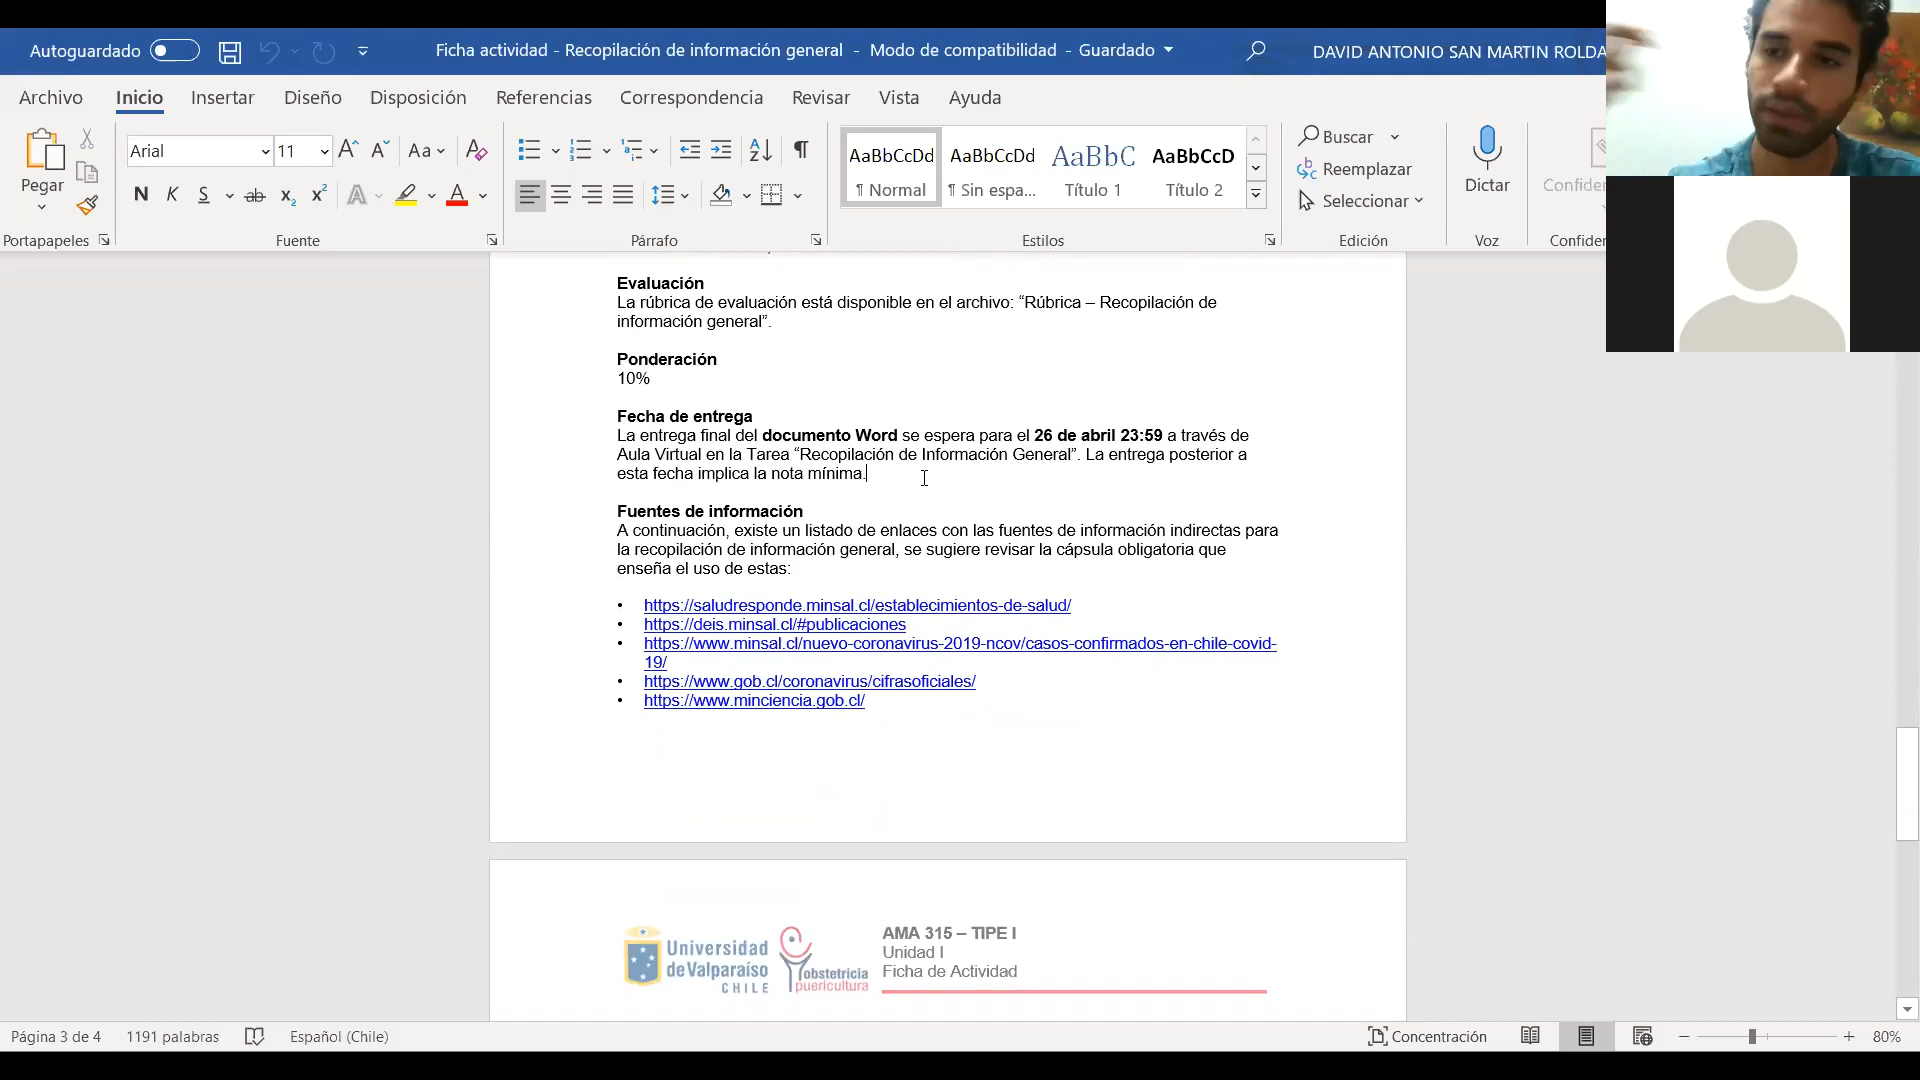 Autoguardado
Ficha actividad - Recopilación de información general - Modo de compatibilidad - Guardado
DAVID ANTONIO SAN MARTIN ROLDA
Archivo Inicio Insertar Diseño Disposición Referencias Correspondencia Revisar Vista Ayuda
Pegar
Portapapeles
Arial 11
Aa
N K S ab x2 x2 A A
Fuente
Párrafo
AaBbCcDd AaBbCcDd AaBbC AaBbCcD
¶ Normal ¶ Sin espa... Título 1 Título 2
Estilos
Buscar
Reemplazar
Seleccionar
Edición
Dictar
Voz
Confiden
Confiden
Evaluación
La rúbrica de evaluación está disponible en el archivo: “Rúbrica – Recopilación de
información general”.
Ponderación
10%
Fecha de entrega
La entrega final del documento Word se espera para el 26 de abril 23:59 a través de
Aula Virtual en la Tarea “Recopilación de Información General”. La entrega posterior a
esta fecha implica la nota mínima.
Fuentes de información
A continuación, existe un listado de enlaces con las fuentes de información indirectas para
la recopilación de información general, se sugiere revisar la cápsula obligatoria que
enseña el uso de estas:
• https://saludresponde.minsal.cl/establecimientos-de-salud/
• https://deis.minsal.cl/#publicaciones
• https://www.minsal.cl/nuevo-coronavirus-2019-ncov/casos-confirmados-en-chile-covid-
19/
• https://www.gob.cl/coronavirus/cifrasoficiales/
• https://www.minciencia.gob.cl/
Universidad
de Valparaíso
CHILE
obstetricia
puericultura
AMA 315 – TIPE I
Unidad I
Ficha de Actividad
Página 3 de 4 1191 palabras Español (Chile) Concentración 80%